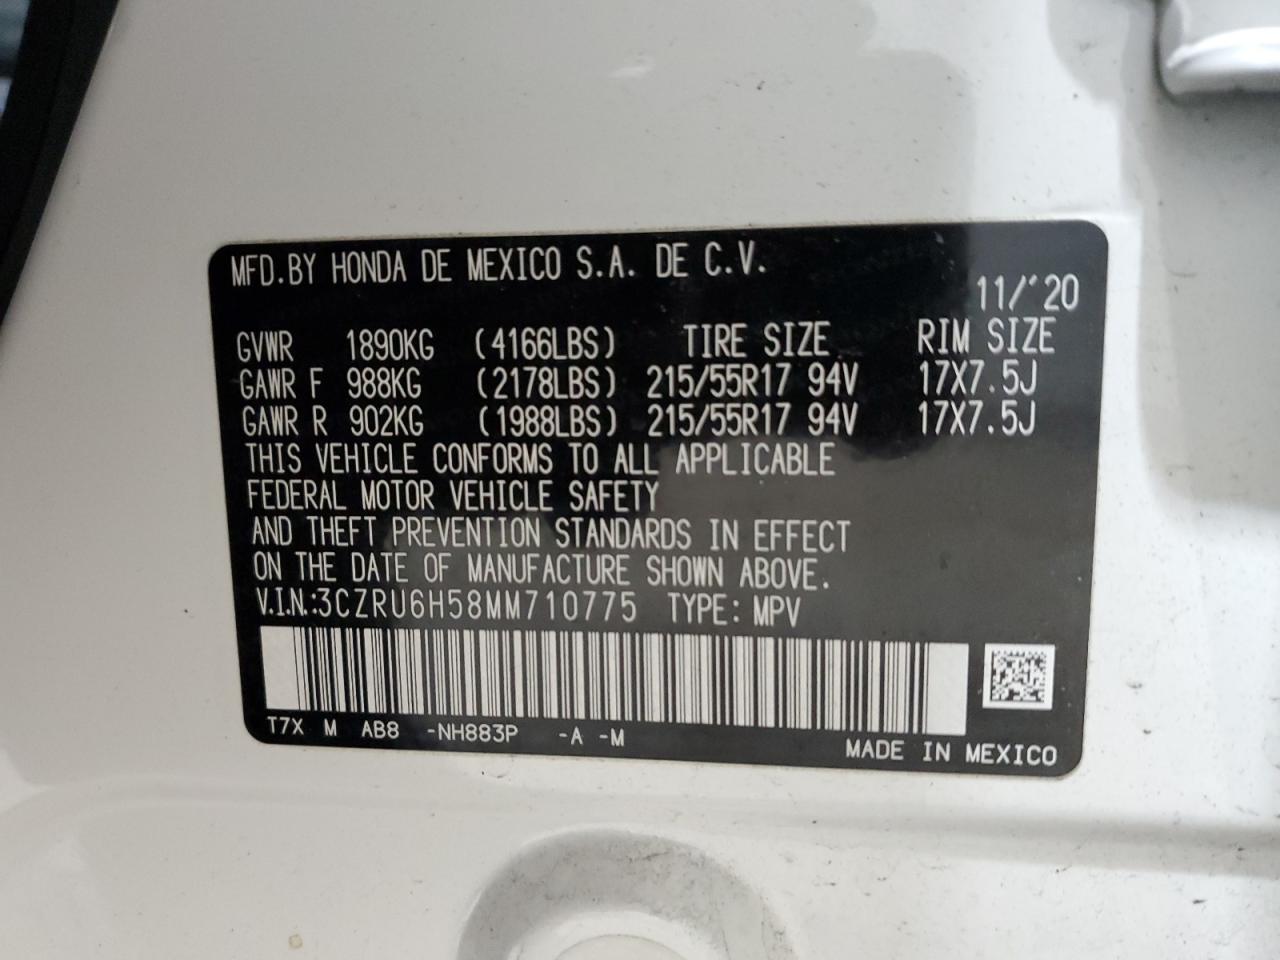 MFD.BY HONDA DE MEXICO S.A. DE C.V.
11/'20
GVWR 1890KG (4166LBS) TIRE SIZE RIM SIZE
GAWR F 988KG (2178LBS) 215/55R17 94V 17X7.5J
GAWR R 902KG (1988LBS) 215/55R17 94V 17X7.5J
THIS VEHICLE CONFORMS TO ALL APPLICABLE
FEDERAL MOTOR VEHICLE SAFETY
AND THEFT PREVENTION STANDARDS IN EFFECT
ON THE DATE OF MANUFACTURE SHOWN ABOVE.
V.I.N.:3CZRU6H58MM710775 TYPE: MPV
T7X M AB8 -NH883P -A -M
MADE IN MEXICO